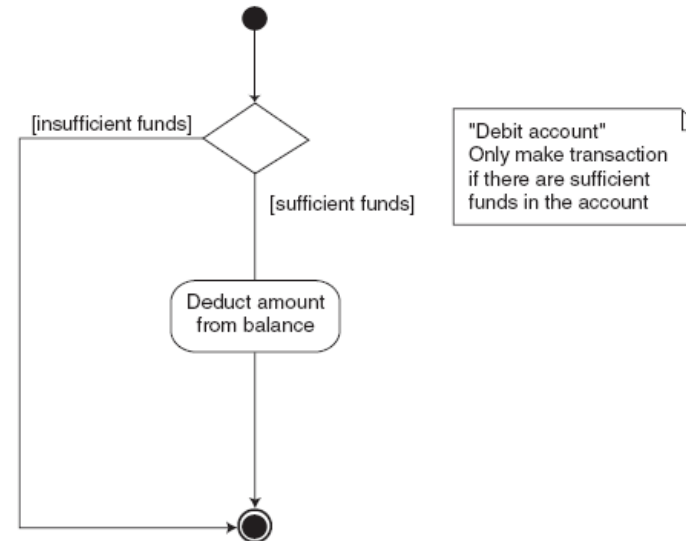 [insufficient funds]
"Debit account"
Only make transaction
if there are sufficient
funds in the account
[sufficient funds]
Deduct amount
from balance